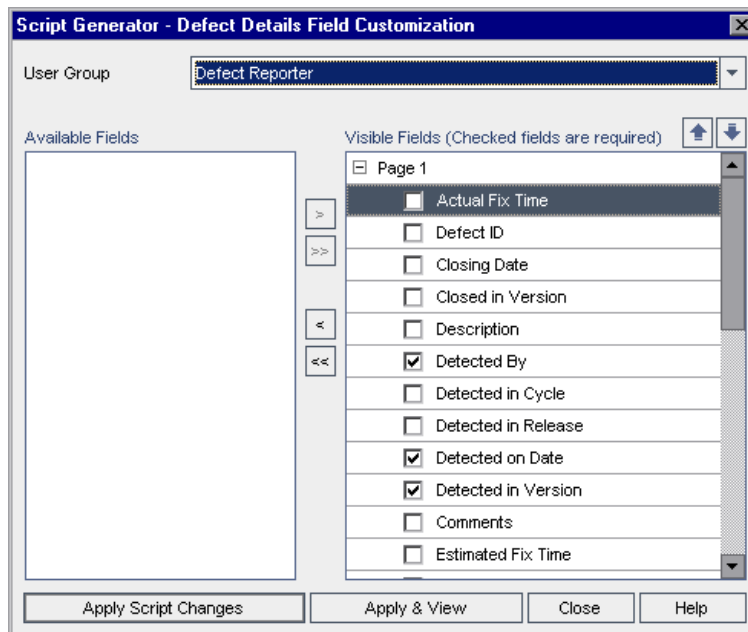 Script Generator - Defect Details Field Customization
User Group
Defect Reporter
Available Fields
Visible Fields (Checked fields are required)
>
>>
<
<<
Page 1
Actual Fix Time
Defect ID
Closing Date
Closed in Version
Description
Detected By
Detected in Cycle
Detected in Release
Detected on Date
Detected in Version
Comments
Estimated Fix Time
Apply Script Changes
Apply & View
Close
Help